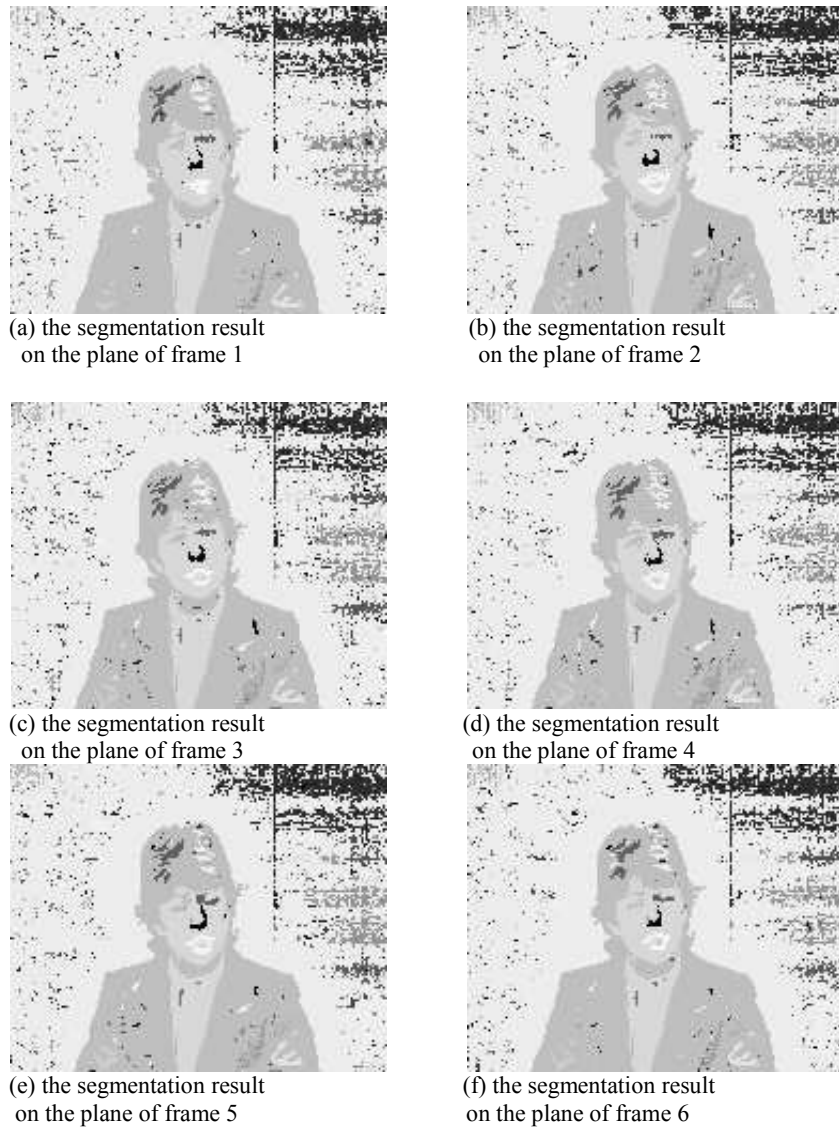 (a) the segmentation result
on the plane of frame 1
(b) the segmentation result
on the plane of frame 2
(c) the segmentation result
on the plane of frame 3
(d) the segmentation result
on the plane of frame 4
(e) the segmentation result
on the plane of frame 5
(f) the segmentation result
on the plane of frame 6